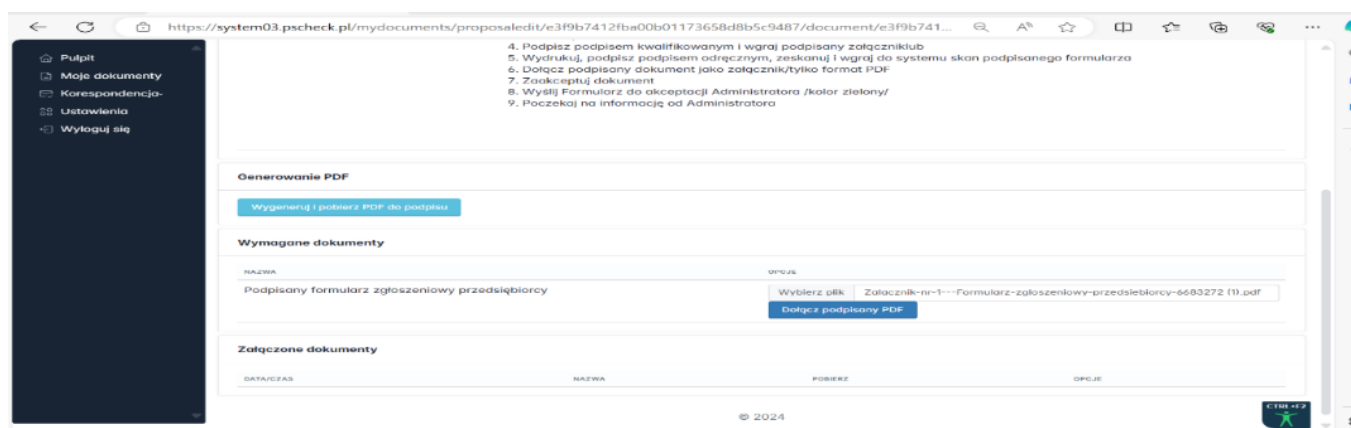 https://system03.pscheck.pl/mydocuments/proposaledit/e3f9b7412fba00b01173658d8b5c9487/document/e3f9b741...
Pulpit
Moje dokumenty
Korespondencja-
Ustawienia
Wyloguj się
4. Podpisz podpisem kwalifikowanym i wgraj podpisany załączniklub
5. Wydrukuj, podpisz podpisem odręcznym, zeskanuj i wgraj do systemu skan podpisanego formularza
6. Dołącz podpisany dokument jako załącznik/tylko format PDF
7. Zaakceptuj dokument
8. Wyślij Formularz do akceptacji Administratora /kolor zielony/
9. Poczekaj na informację od Administratora
Generowanie PDF
Wygeneruj i pobierz PDF do podpisu
Wymagane dokumenty
NAZWA OPCJE
Podpisany formularz zgłoszeniowy przedsiębiorcy
Wybierz plik Zalacznik-nr-1---Formularz-zgloszeniowy-przedsiebiorcy-6683272 (1).pdf
Dołącz podpisany PDF
Załączone dokumenty
DATA/CZAS NAZWA POBIERZ OPCJE
© 2024
CTRL+F2